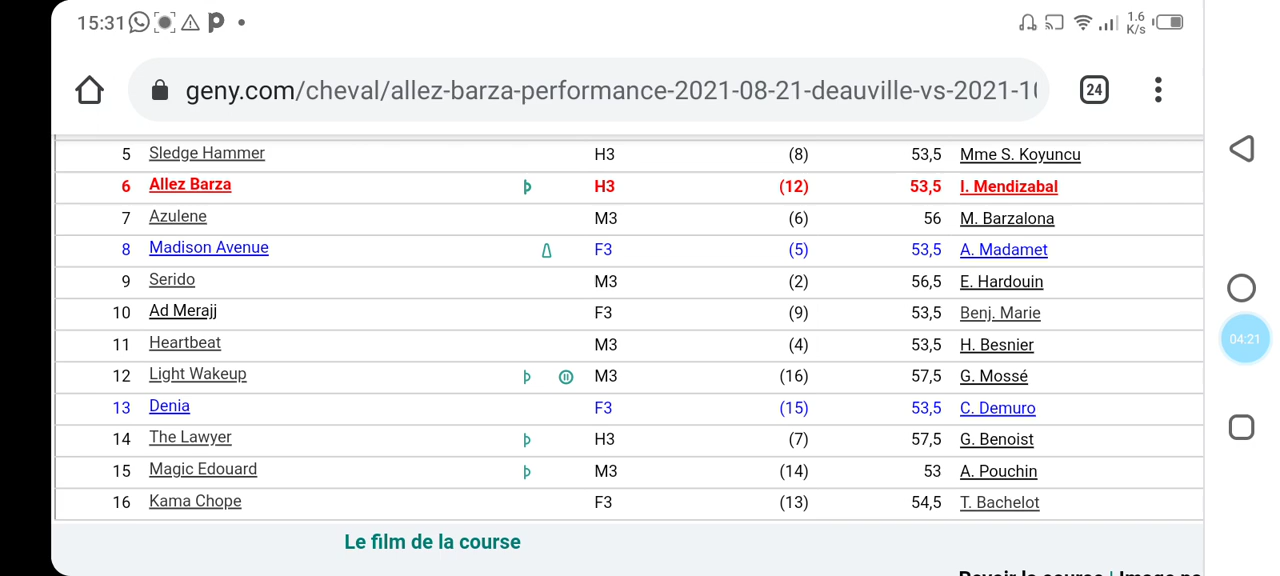 15:31 1.6 K/s
geny.com/cheval/allez-barza-performance-2021-08-21-deauville-vs-2021-10 24
5 Sledge Hammer H3 (8) 53,5 Mme S. Koyuncu
6 Allez Barza H3 (12) 53,5 I. Mendizabal
7 Azulene M3 (6) 56 M. Barzalona
8 Madison Avenue F3 (5) 53,5 A. Madamet
9 Serido M3 (2) 56,5 E. Hardouin
10 Ad Merajj F3 (9) 53,5 Benj. Marie
11 Heartbeat M3 (4) 53,5 H. Besnier
04:21
12 Light Wakeup M3 (16) 57,5 G. Mossé
13 Denia F3 (15) 53,5 C. Demuro
14 The Lawyer H3 (7) 57,5 G. Benoist
15 Magic Edouard M3 (14) 53 A. Pouchin
16 Kama Chope F3 (13) 54,5 T. Bachelot
Le film de la course